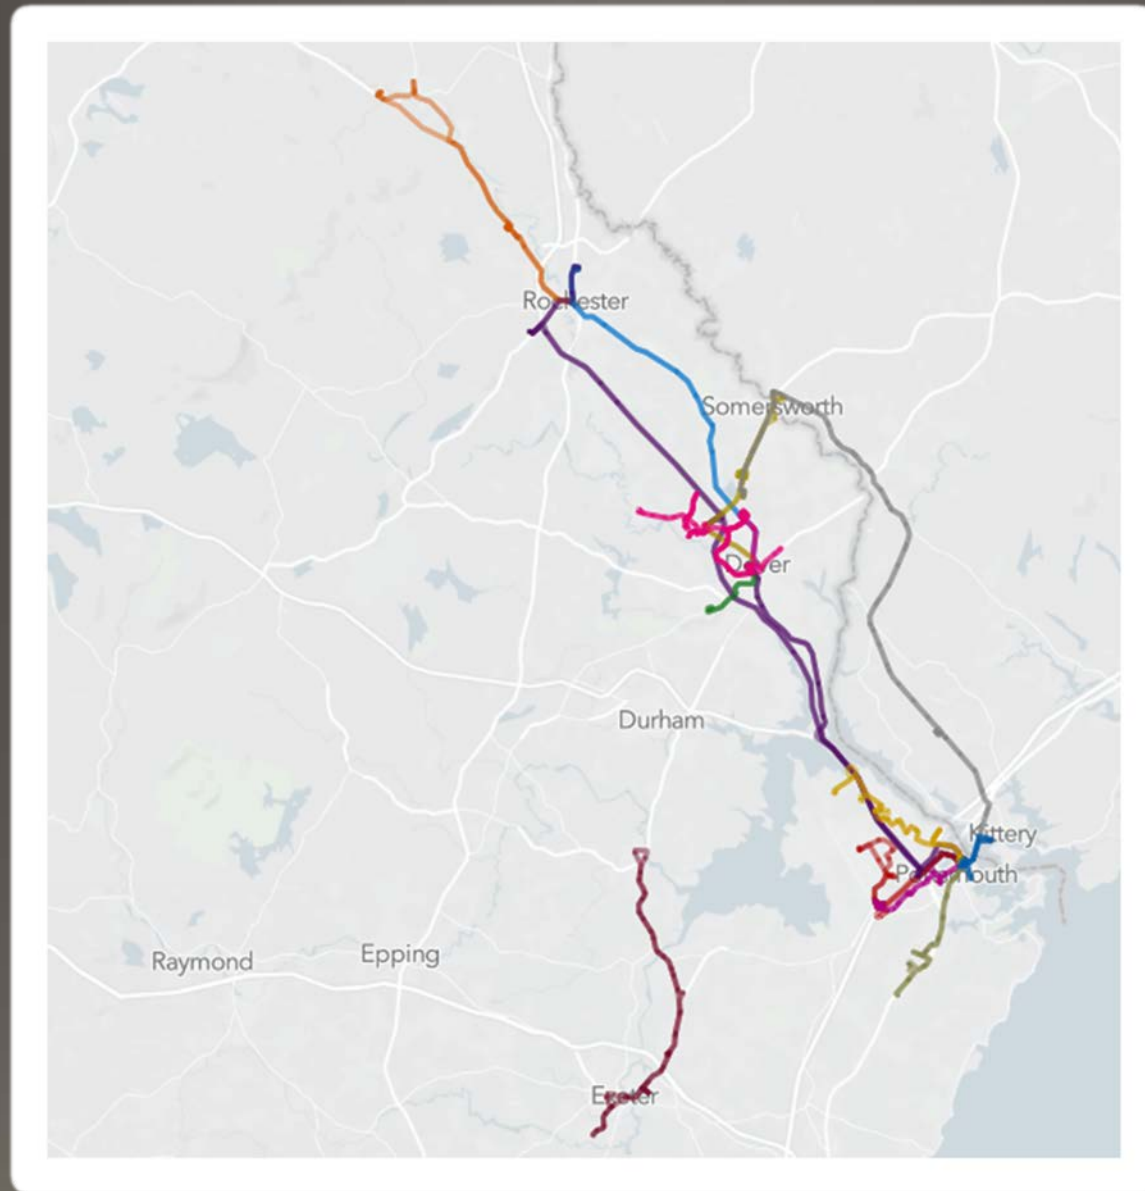 Rochester
Somersworth
Dover
Durham
Kittery
Portsmouth
Raymond
Epping
Exeter